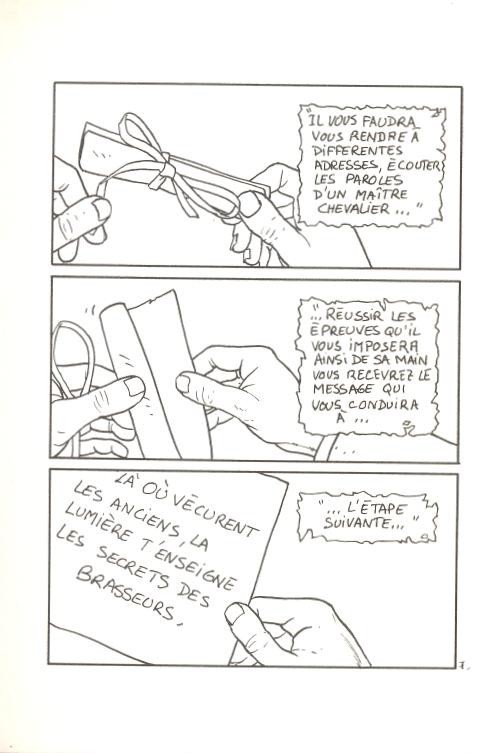 "IL VOUS FAUDRA
VOUS RENDRE À
DIFFERENTES
ADRESSES, ÉCOUTER
LES PAROLES
D'UN MAÎTRE
CHEVALIER ..."
"... RÉUSSIR LES
ÉPREUVES QU'IL
VOUS IMPOSERA
AINSI DE SA MAIN
VOUS RECEVREZ LE
MESSAGE QUI
VOUS CONDUIRA
À ...
"... L'ÉTAPE
SUIVANTE..."
LÀ OÙ VÉCURENT
LES ANCIENS, LA
LUMIÈRE T'ENSEIGNE
LES SECRETS DES
BRASSEURS,
7.